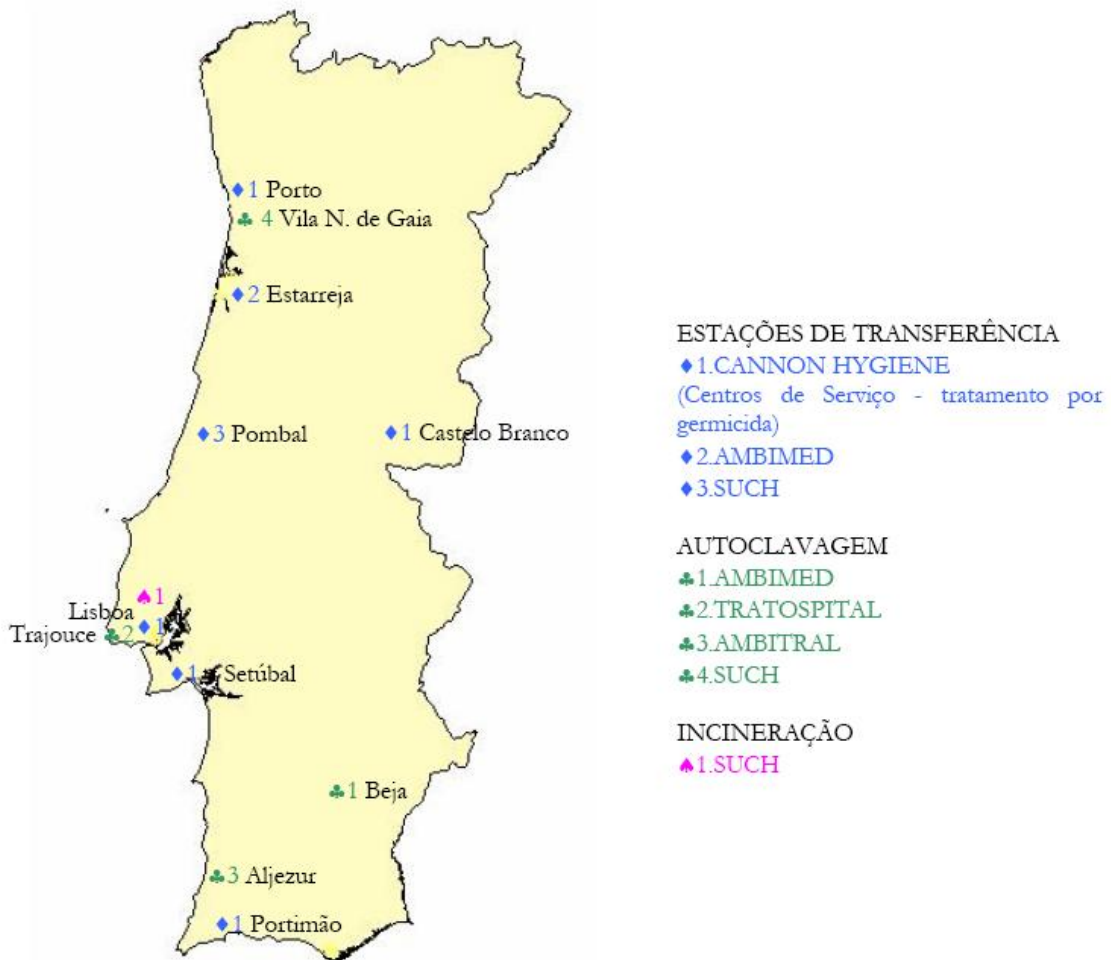 ♦1 Porto
♣ 4 Vila N. de Gaia
♦2 Estarreja
♦3 Pombal
♦1 Castelo Branco
♠1
Lisboa
♦1
Trajouce ♣2
♦1 Setúbal
♣1 Beja
♣3 Aljezur
♦1 Portimão
ESTAÇÕES DE TRANSFERÊNCIA
♦1.CANNON HYGIENE
(Centros de Serviço - tratamento por
germicida)
♦2.AMBIMED
♦3.SUCH
AUTOCLAVAGEM
♣1.AMBIMED
♣2.TRATOSPITAL
♣3.AMBITRAL
♣4.SUCH
INCINERAÇÃO
♠1.SUCH